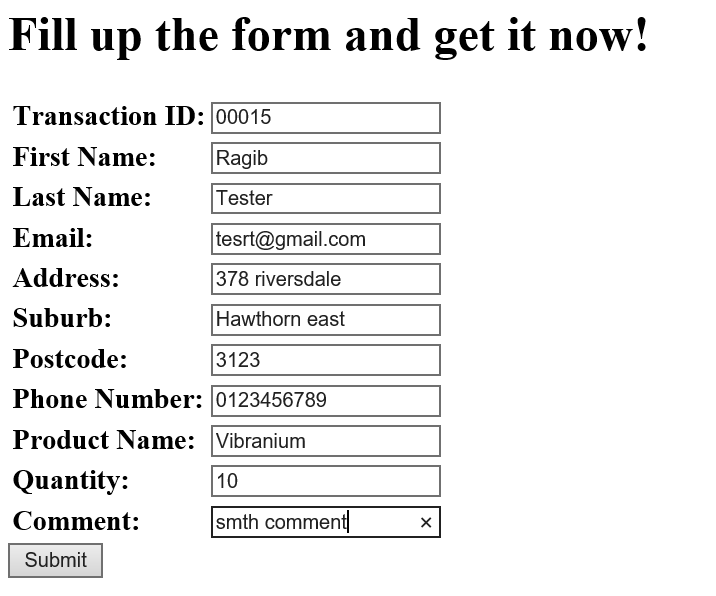 Fill up the form and get it now!
Transaction ID: 00015
First Name: Ragib
Last Name: Tester
Email: tesrt@gmail.com
Address: 378 riversdale
Suburb: Hawthorn east
Postcode: 3123
Phone Number: 0123456789
Product Name: Vibranium
Quantity: 10
Comment: smth comment
Submit